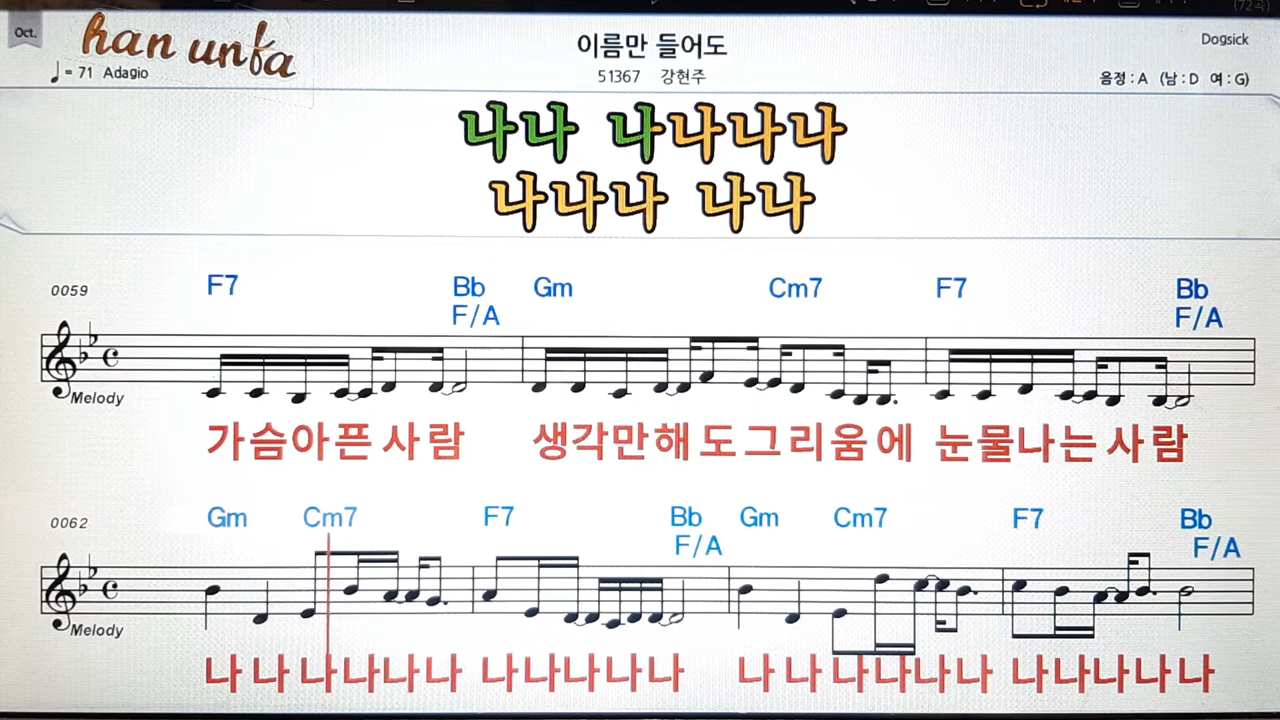 (72곡)
Oct.
han unfa
이름만 들어도
Dogsick
♩= 71 Adagio
51367 강현주
음정 : A (남 : D 여 : G)
나나 나나나나
나나나 나나
0059
F7 Bb Gm Cm7 F7 Bb
F/A F/A
Melody
가슴아픈사람 생각만해도그리움에 눈물나는사람
0062
Gm Cm7 F7 Bb Gm Cm7 F7 Bb
F/A F/A
Melody
나나나나나나 나나나나나 나나나나나나 나나나나나